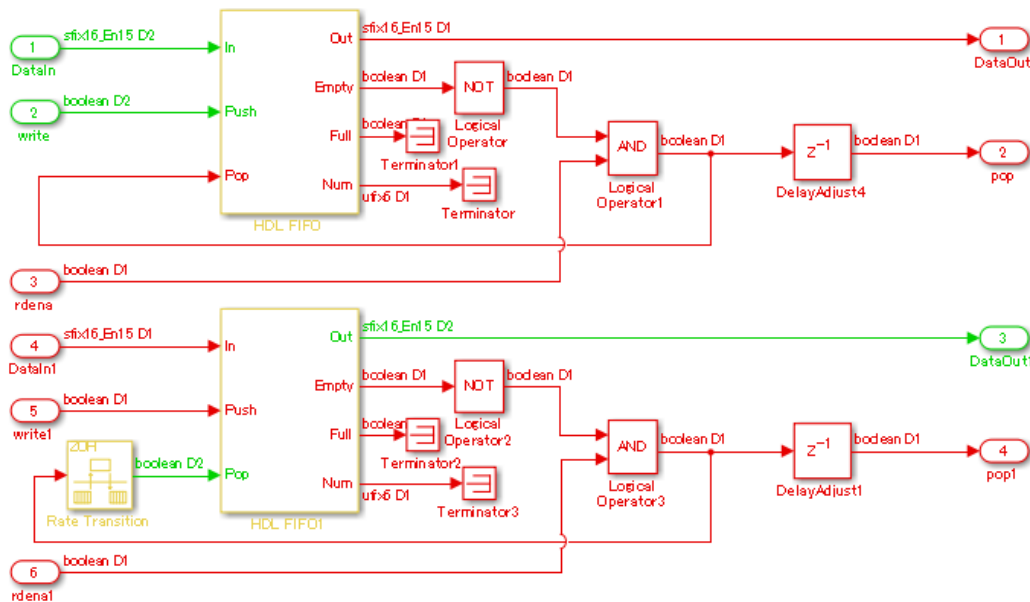 sfix16_En15 D2
1
DataIn
boolean D2
2
write
In
Push
Pop
Out
Empty
Full
Num
HDL FIFO
sfix16_En15 D1
boolean D1
NOT
Logical
Operator
boolean D1
boolean
Terminator1
ufix6 D1
Terminator
AND
Logical
Operator1
boolean D1
Z-1
DelayAdjust4
boolean D1
1
DataOut
2
pop
boolean D1
3
rdena
sfix16_En15 D1
4
DataIn1
boolean D1
5
write1
ZOH
Rate Transition
boolean D2
In
Push
Pop
Out
Empty
Full
Num
HDL FIFO1
sfix16_En15 D2
boolean D1
NOT
Logical
Operator2
boolean D1
boolean
Terminator2
ufix6 D1
Terminator3
AND
Logical
Operator3
boolean D1
Z-1
DelayAdjust1
boolean D1
3
DataOut1
4
pop1
boolean D1
6
rdena1